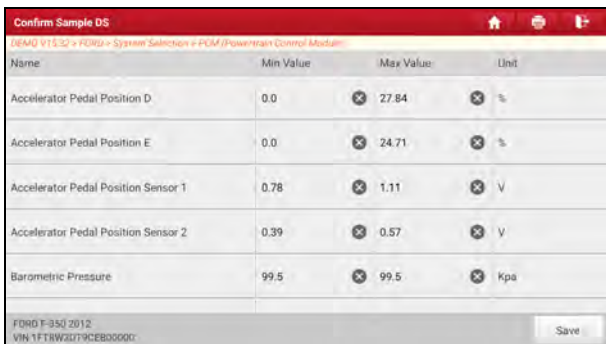 Confirm Sample DS
DEMO V15.32 > FORD > System Selection > PCM (Powertrain Control Module)
Name Min Value Max Value Unit
Accelerator Pedal Position D 0.0 27.84 %
Accelerator Pedal Position E 0.0 24.71 %
Accelerator Pedal Position Sensor 1 0.78 1.11 V
Accelerator Pedal Position Sensor 2 0.39 0.57 V
Barometric Pressure 99.5 99.5 Kpa
FORD F-350 2012
VIN
Save